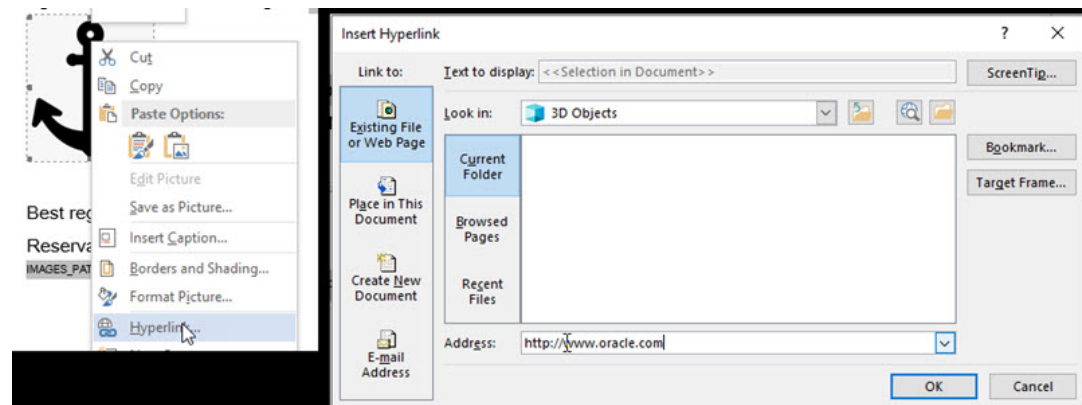 Cut
Copy
Paste Options:
Edit Picture
Save as Picture...
Insert Caption...
Borders and Shading...
Format Picture...
Hyperlink...
Best reg
Reserva
IMAGES_PAT
Insert Hyperlink
?
Link to:
Text to display: <<Selection in Document>>
ScreenTip...
Existing File
or Web Page
Place in This
Document
Create New
Document
E-mail
Address
Look in: 3D Objects
Current
Folder
Browsed
Pages
Recent
Files
Bookmark...
Target Frame...
Address: http://www.oracle.com
OK
Cancel